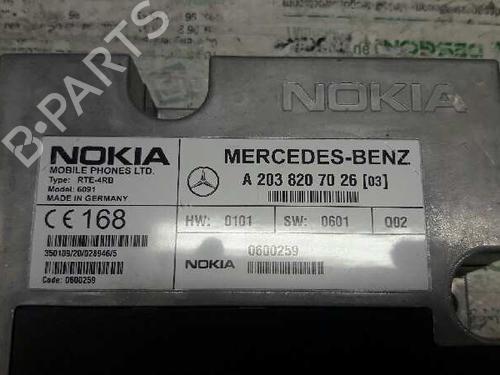 NOKIA
NOKIA
MOBILE PHONES LTD.
Type: RTE-4RB
Model: 6091
MADE IN GERMANY
CE 168
350109/20/028946/5
Code: 0600259
MERCEDES-BENZ
A 203 820 70 26 [03]
HW: 0101 SW: 0601 Q02
NOKIA 0600259
B-PARTS